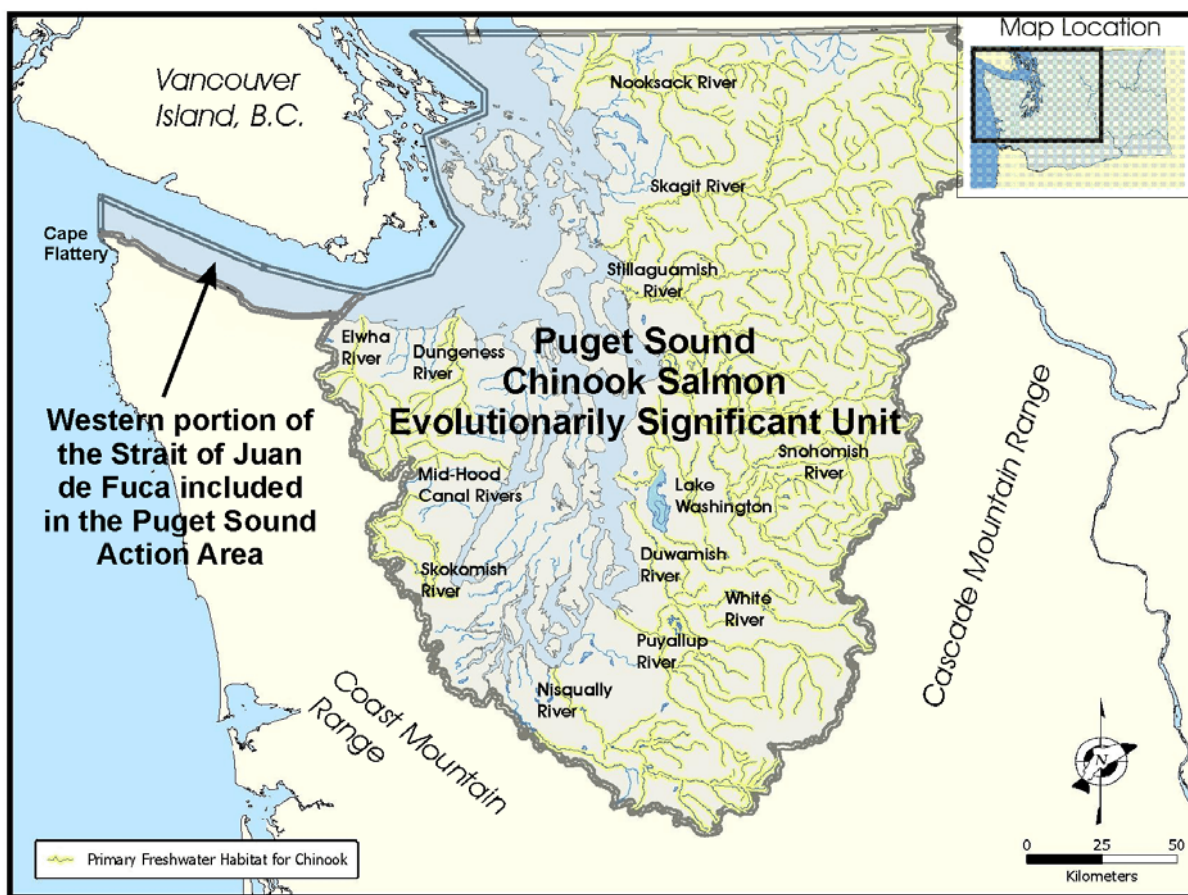 Map Location
Vancouver
Island, B.C.
Nooksack River
Skagit River
Cape
Flattery
Stillaguamish
River
Elwha
River
Dungeness
River
Puget Sound
Chinook Salmon
Evolutionarily Significant Unit
Western portion of
the Strait of Juan
de Fuca included
in the Puget Sound
Action Area
Mid-Hood
Canal Rivers
Snohomish
River
Lake
Washington
Skokomish
River
Duwamish
River
White
River
Puyallup
River
Nisqually
River
Coast Mountain
Range
Cascade Mountain Range
N
Primary Freshwater Habitat for Chinook
0 25 50
Kilometers